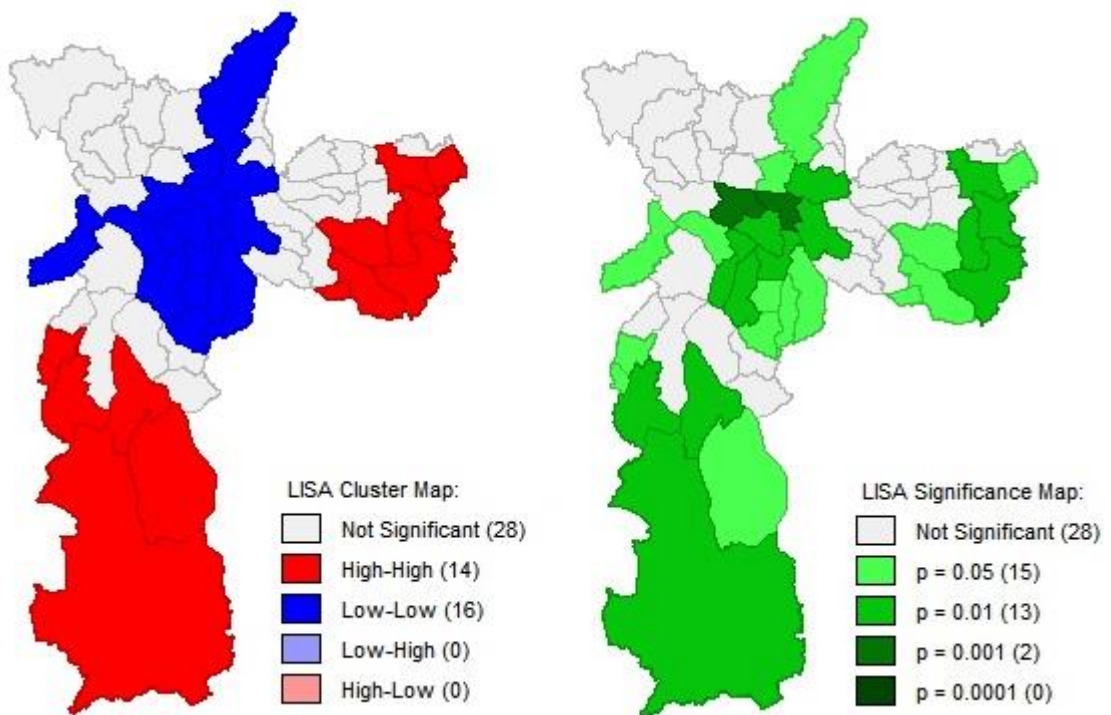 LISA Cluster Map:
Not Significant (28)
High-High (14)
Low-Low (16)
Low-High (0)
High-Low (0)
LISA Significance Map:
Not Significant (28)
p = 0.05 (15)
p = 0.01 (13)
p = 0.001 (2)
p = 0.0001 (0)